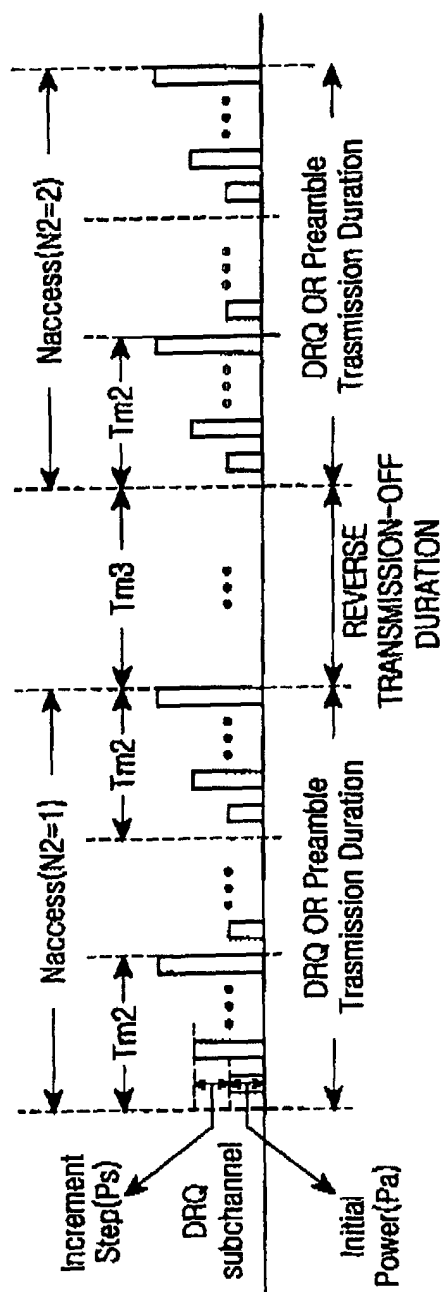 Naccess(N2=1)
Naccess(N2=2)
Tm2
Tm2
Tm3
Tm2
Increment
Step(Ps)
DRQ
subchannel
Initial
Power(Pa)
DRQ OR Preamble
Trasmission Duration
REVERSE
TRANSMISSION-OFF
DURATION
DRQ OR Preamble
Trasmission Duration